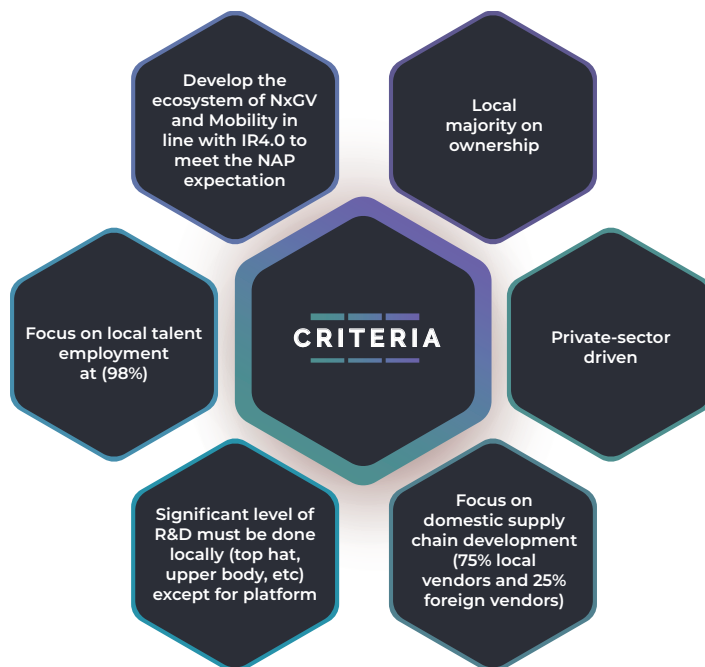 Develop the
ecosystem of NxGV
and Mobility in
line with IR4.0 to
meet the NAP
expectation
Local
majority on
ownership
Focus on local talent
employment
at (98%)
CRITERIA
Private-sector
driven
Significant level of
R&D must be done
locally (top hat,
upper body, etc)
except for platform
Focus on
domestic supply
chain development
(75% local
vendors and 25%
foreign vendors)